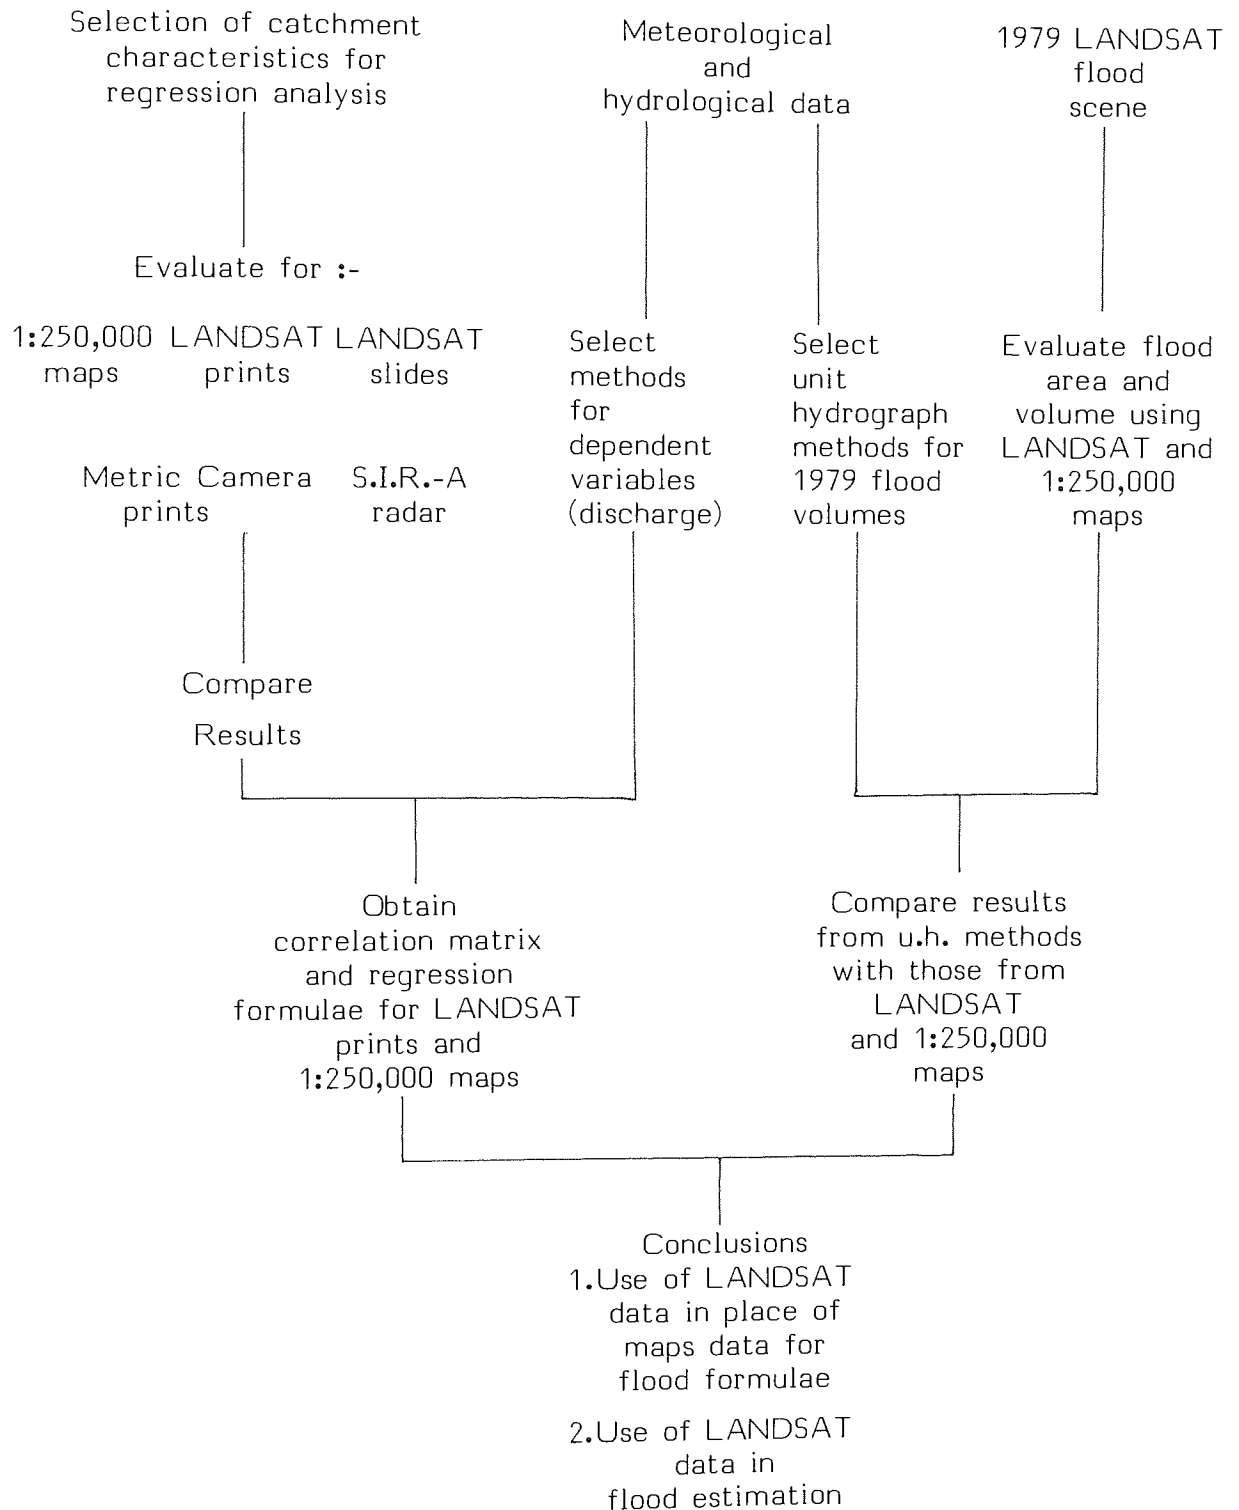 Selection of catchment
characteristics for
regression analysis
Meteorological
and
hydrological data
1979 LANDSAT
flood
scene
Evaluate for :-
1:250,000 LANDSAT LANDSAT
maps prints slides
Metric Camera S.I.R.-A
prints radar
Select
methods
for
dependent
variables
(discharge)
Select
unit
hydrograph
methods for
1979 flood
volumes
Evaluate flood
area and
volume using
LANDSAT and
1:250,000
maps
Compare
Results
Obtain
correlation matrix
and regression
formulae for LANDSAT
prints and
1:250,000 maps
Compare results
from u.h. methods
with those from
LANDSAT
and 1:250,000
maps
Conclusions
1.Use of LANDSAT
data in place of
maps data for
flood formulae
2.Use of LANDSAT
data in
flood estimation